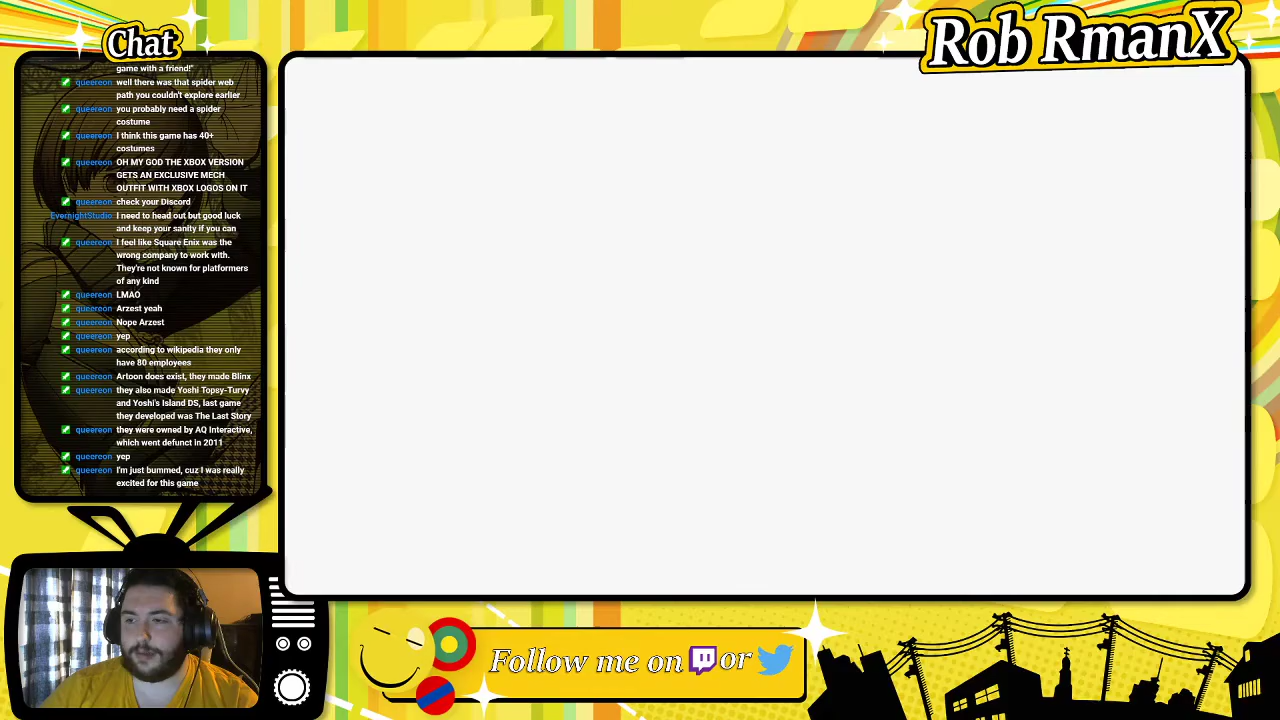 Chat
Rob RmanX
game with a friend!"
queereon well there was that spider web
path you couldn't explore earlier
queereon you probably need a spider
costume
queereon I think this game has 40+
costumes
queereon OH MY GOD THE XBOX VERSION
GETS AN EXCLUSIVE MECH
OUTFIT WITH XBOX LOGOS ON IT
queereon check your Discord
EvernightStudio I need to head out but good luck
and keep your sanity if you can
queereon I feel like Square Enix was the
wrong company to work with.
They're not known for platformers
of any kind
queereon LMAO
queereon Arzest yeah
queereon Nope Arzest
queereon yep
queereon according to wikipedia they only
have 80 employees
queereon Artoon does exist, they made Blinx
queereon they also made Yoshi Topsy-Turvy
and Yoshi's Island DS, last game
they developed was The Last Story
queereon they were owned by AQ Interactive,
which went defunct in 2011
queereon yep
queereon I'm just bummed, cuz I was really
excited for this game
Follow me on or